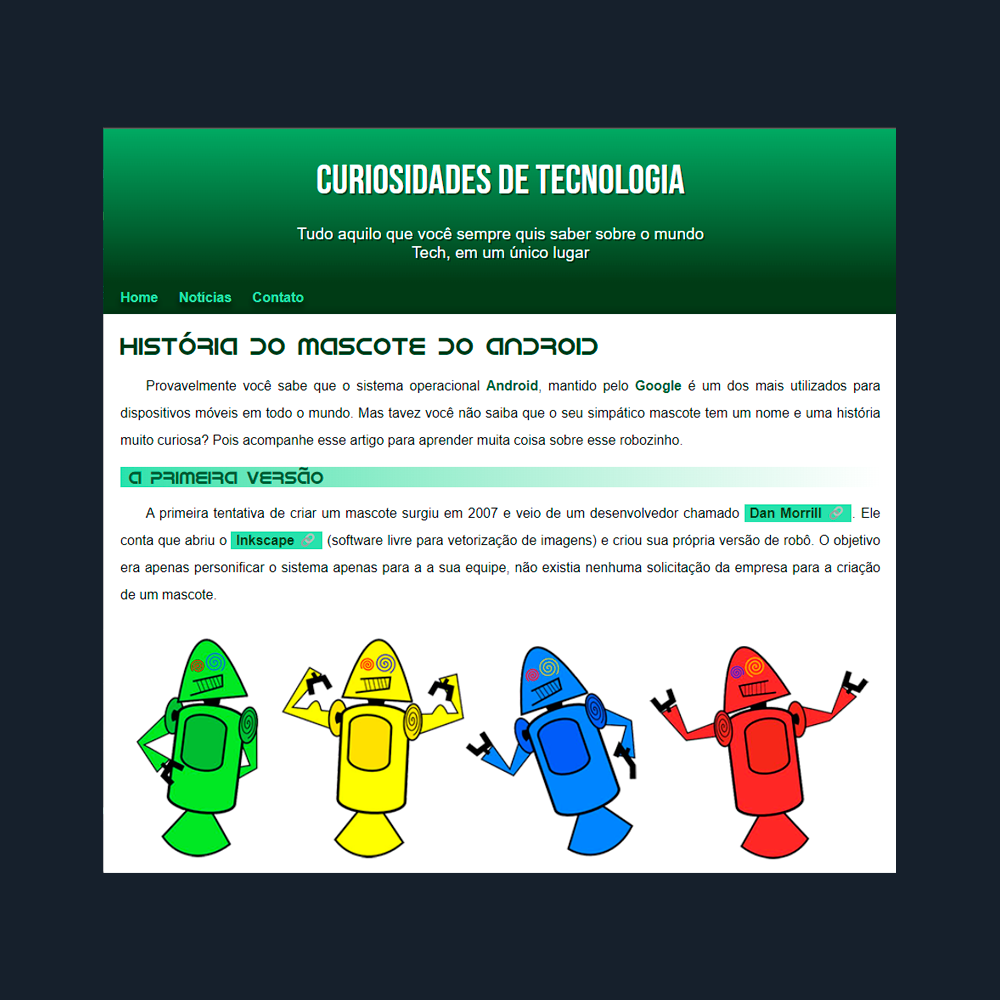 CURIOSIDADES DE TECNOLOGIA
Tudo aquilo que você sempre quis saber sobre o mundo
Tech, em um único lugar
Home Notícias Contato
HISTÓRIA DO MASCOTE DO ANDROID
Provavelmente você sabe que o sistema operacional Android, mantido pelo Google é um dos mais utilizados para
dispositivos móveis em todo o mundo. Mas tavez você não saiba que o seu simpático mascote tem um nome e uma história
muito curiosa? Pois acompanhe esse artigo para aprender muita coisa sobre esse robozinho.
A PRIMEIRA VERSÃO
A primeira tentativa de criar um mascote surgiu em 2007 e veio de um desenvolvedor chamado Dan Morrill. Ele
conta que abriu o Inkscape (software livre para vetorização de imagens) e criou sua própria versão de robô. O objetivo
era apenas personificar o sistema apenas para a a sua equipe, não existia nenhuma solicitação da empresa para a criação
de um mascote.